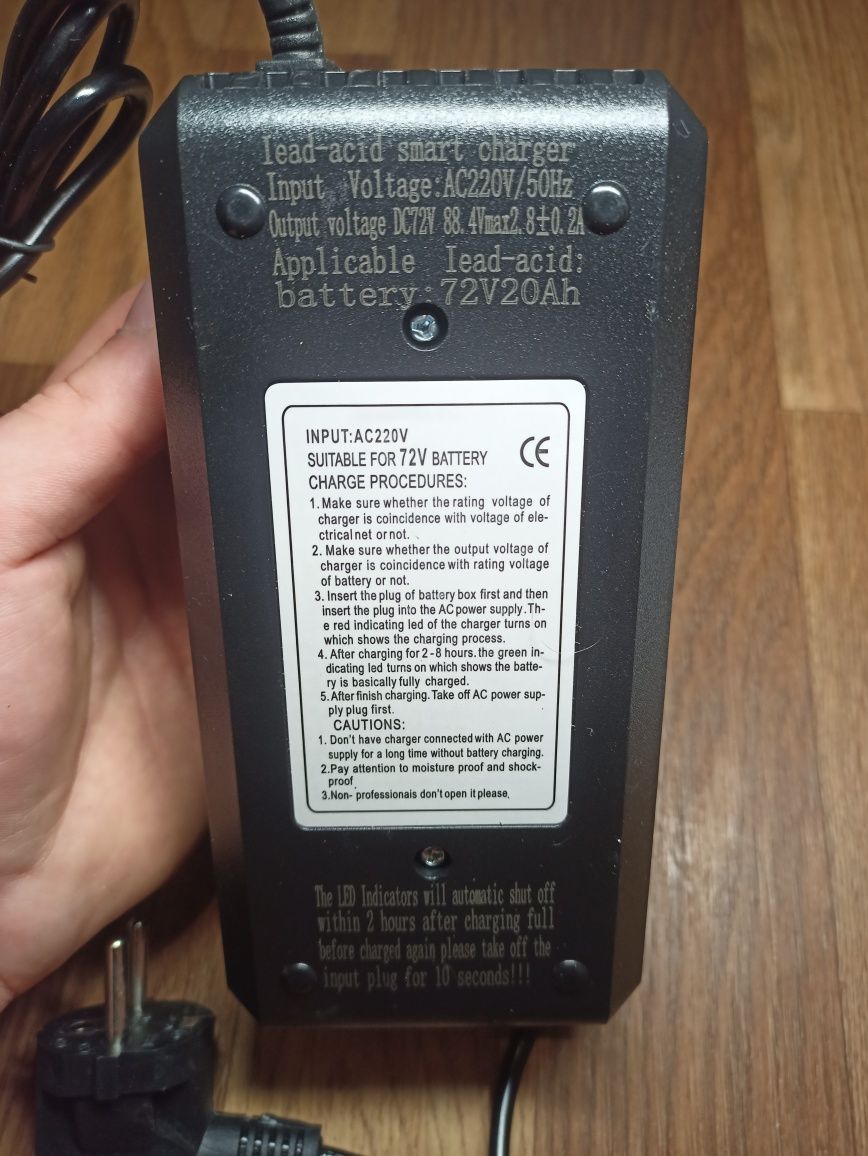 lead-acid smart charger
Input Voltage:AC220V/50Hz
Output voltage DC72V 88.4Vmax2.8±0.2A
Applicable lead-acid:
battery:72V20Ah
INPUT:AC220V
SUITABLE FOR 72V BATTERY
CE
CHARGE PROCEDURES:
1.Make sure whether the rating voltage of
charger is coincidence with voltage of ele-
ctrical net or not.
2. Make sure whether the output voltage of
charger is coincidence with rating voltage
of battery or not.
3. Insert the plug of battery box first and then
insert the plug into the AC power supply.Th-
e red indicating led of the charger turns on
which shows the charging process.
4. After charging for 2-8 hours.the green in-
dicating led turns on which shows the batte-
ry is basically fully charged.
5.After finish charging.Take off AC power sup-
ply plug first.
CAUTIONS:
1. Don't have charger connected with AC power
supply for a long time without battery charging.
2.Pay attention to moisture proof and shock-
proof
3.Non- professionais don't open it please.
The LED Indicators will automatic shut off
within 2 hours after charging full
before charged again please take off the
input plug for 10 seconds!!!